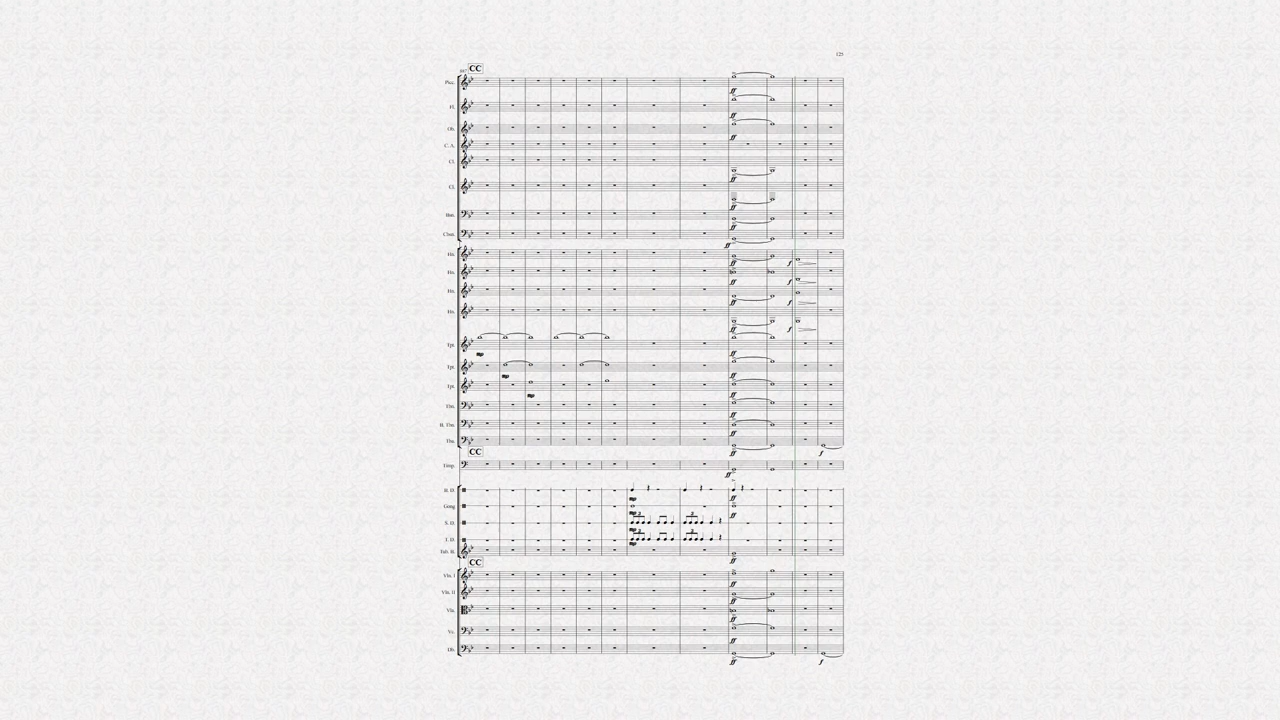 125
CC
Picc.
Fl.
Ob.
C. A.
Cl.
Cl.
Bsn.
Cbsn.
Hn.
Hn.
Hn.
Hn.
Tpt.
Tpt.
Tpt.
Tbn.
B. Tbn.
Tba.
CC
Timp.
B. D.
Gong
S. D.
T. D.
Tub. B.
CC
Vln. I
Vln. II
Vla.
Vc.
Db.